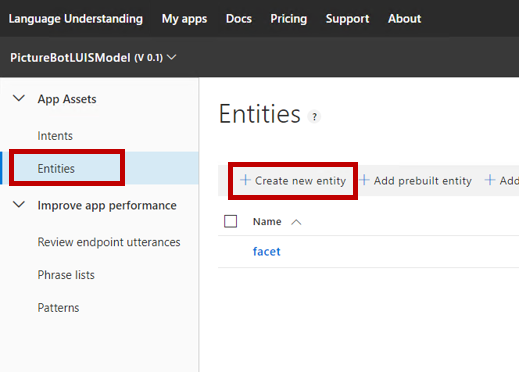 Language Understanding My apps Docs Pricing Support About
PictureBotLUISModel (V 0.1)
App Assets
Intents
Entities
Improve app performance
Review endpoint utterances
Phrase lists
Patterns
Entities ?
+ Create new entity + Add prebuilt entity + Add
Name
facet